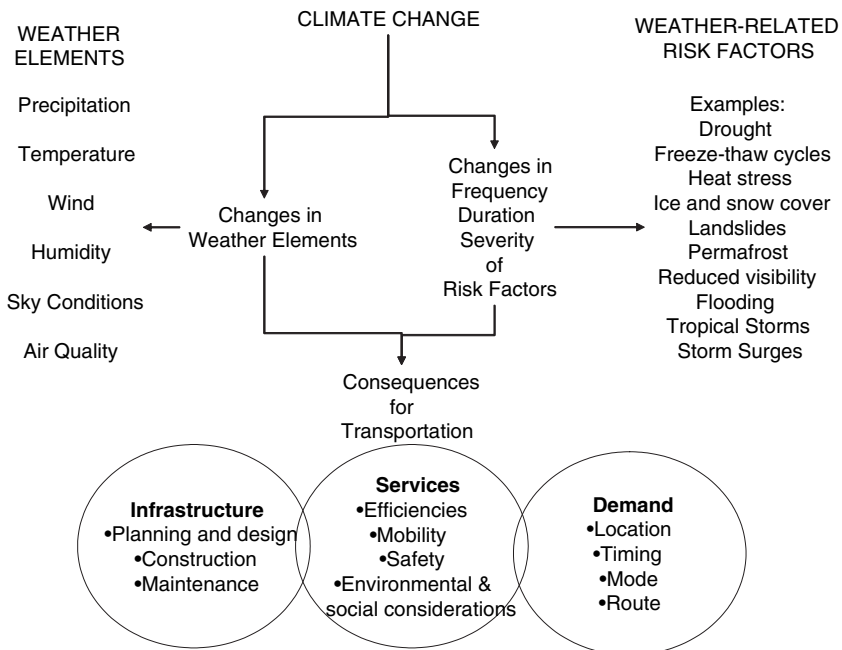 CLIMATE CHANGE
WEATHER
ELEMENTS
Precipitation
Temperature
Wind
Humidity
Sky Conditions
Air Quality
Changes in
Weather Elements
Changes in
Frequency
Duration
Severity
of
Risk Factors
WEATHER-RELATED
RISK FACTORS
Examples:
Drought
Freeze-thaw cycles
Heat stress
Ice and snow cover
Landslides
Permafrost
Reduced visibility
Flooding
Tropical Storms
Storm Surges
Consequences
for
Transportation
Infrastructure
•Planning and design
•Construction
•Maintenance
Services
•Efficiencies
•Mobility
•Safety
•Environmental &
social considerations
Demand
•Location
•Timing
•Mode
•Route